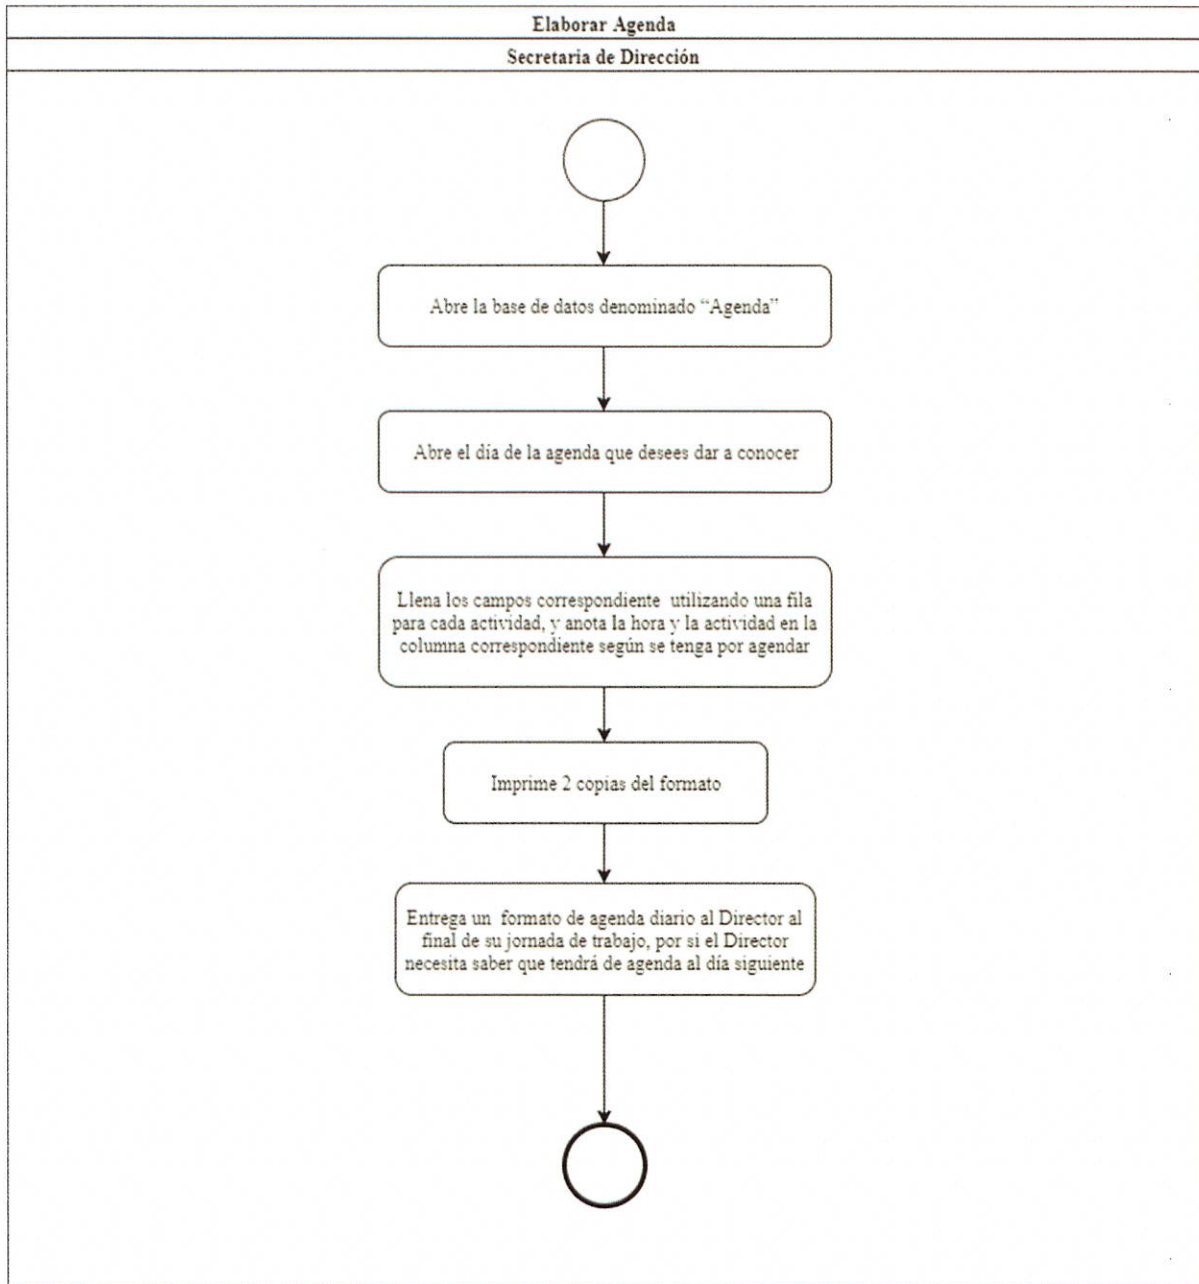 Elaborar Agenda
Secretaria de Dirección
Abre la base de datos denominado “Agenda”
Abre el día de la agenda que desees dar a conocer
Llena los campos correspondiente utilizando una fila
para cada actividad, y anota la hora y la actividad en la
columna correspondiente según se tenga por agendar
Imprime 2 copias del formato
Entrega un formato de agenda diario al Director al
final de su jornada de trabajo, por si el Director
necesita saber que tendrá de agenda al día siguiente